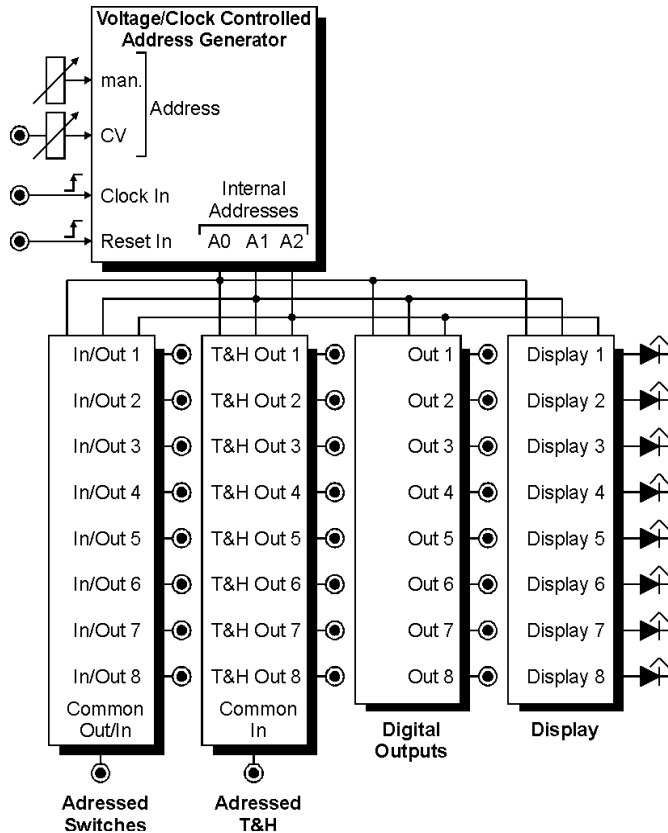 Voltage/Clock Controlled
Address Generator
man.
Address
CV
Clock In
Internal
Addresses
Reset In
A0 A1 A2
In/Out 1
In/Out 2
In/Out 3
In/Out 4
In/Out 5
In/Out 6
In/Out 7
In/Out 8
Common
Out/In
Adressed
Switches
T&H Out 1
T&H Out 2
T&H Out 3
T&H Out 4
T&H Out 5
T&H Out 6
T&H Out 7
T&H Out 8
Common
In
Adressed
T&H
Out 1
Out 2
Out 3
Out 4
Out 5
Out 6
Out 7
Out 8
Digital
Outputs
Display 1
Display 2
Display 3
Display 4
Display 5
Display 6
Display 7
Display 8
Display